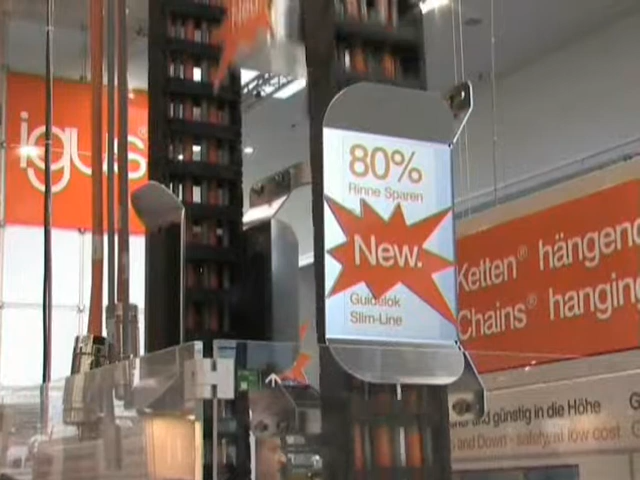 igus®
80%
Rinne Sparen
New.
Guidelok
Slim-Line
Ketten® hängend
Chains® hanging
und günstig in die Höhe
and Down - safely at low cost